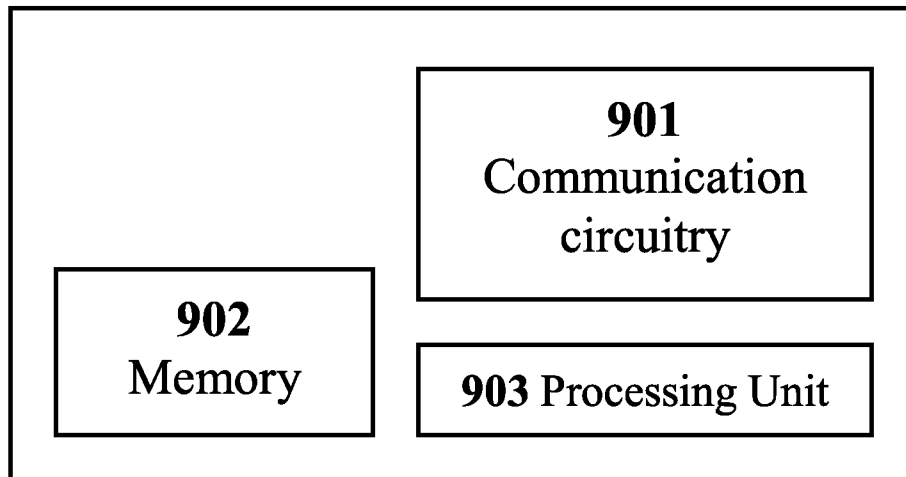 901
Communication
circuitry
902
Memory
903 Processing Unit